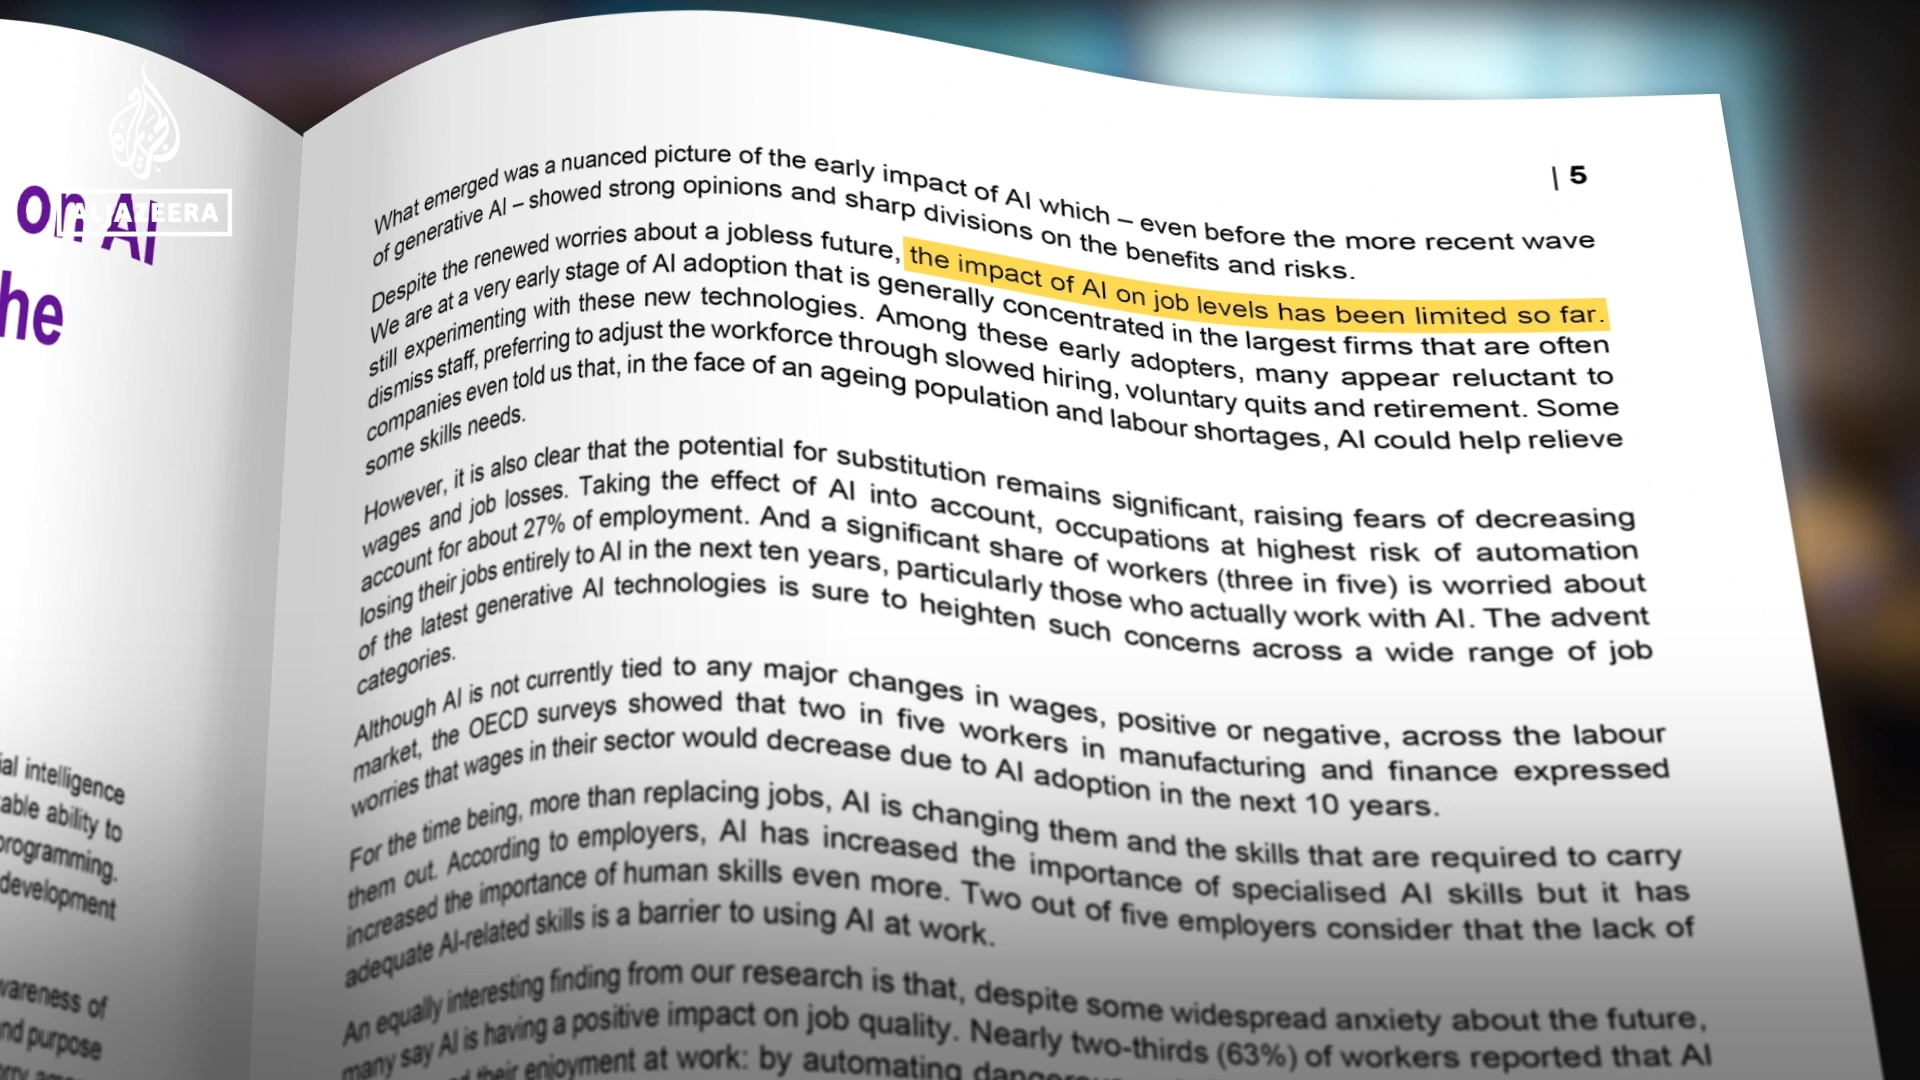 on AI
he
ial intelligence
able ability to
programming.
development
wareness of
nd purpose
ALJAZEERA
| 5
What emerged was a nuanced picture of the early impact of AI which – even before the more recent wave
of generative AI – showed strong opinions and sharp divisions on the benefits and risks.
Despite the renewed worries about a jobless future, the impact of AI on job levels has been limited so far.
We are at a very early stage of AI adoption that is generally concentrated in the largest firms that are often
still experimenting with these new technologies. Among these early adopters, many appear reluctant to
dismiss staff, preferring to adjust the workforce through slowed hiring, voluntary quits and retirement. Some
companies even told us that, in the face of an ageing population and labour shortages, AI could help relieve
some skills needs.
However, it is also clear that the potential for substitution remains significant, raising fears of decreasing
wages and job losses. Taking the effect of AI into account, occupations at highest risk of automation
account for about 27% of employment. And a significant share of workers (three in five) is worried about
losing their jobs entirely to AI in the next ten years, particularly those who actually work with AI. The advent
of the latest generative AI technologies is sure to heighten such concerns across a wide range of job
categories.
Although AI is not currently tied to any major changes in wages, positive or negative, across the labour
market, the OECD surveys showed that two in five workers in manufacturing and finance expressed
worries that wages in their sector would decrease due to AI adoption in the next 10 years.
For the time being, more than replacing jobs, AI is changing them and the skills that are required to carry
them out. According to employers, AI has increased the importance of specialised AI skills but it has
increased the importance of human skills even more. Two out of five employers consider that the lack of
adequate AI-related skills is a barrier to using AI at work.
An equally interesting finding from our research is that, despite some widespread anxiety about the future,
many say AI is having a positive impact on job quality. Nearly two-thirds (63%) of workers reported that AI
their enjoyment at work: by automating